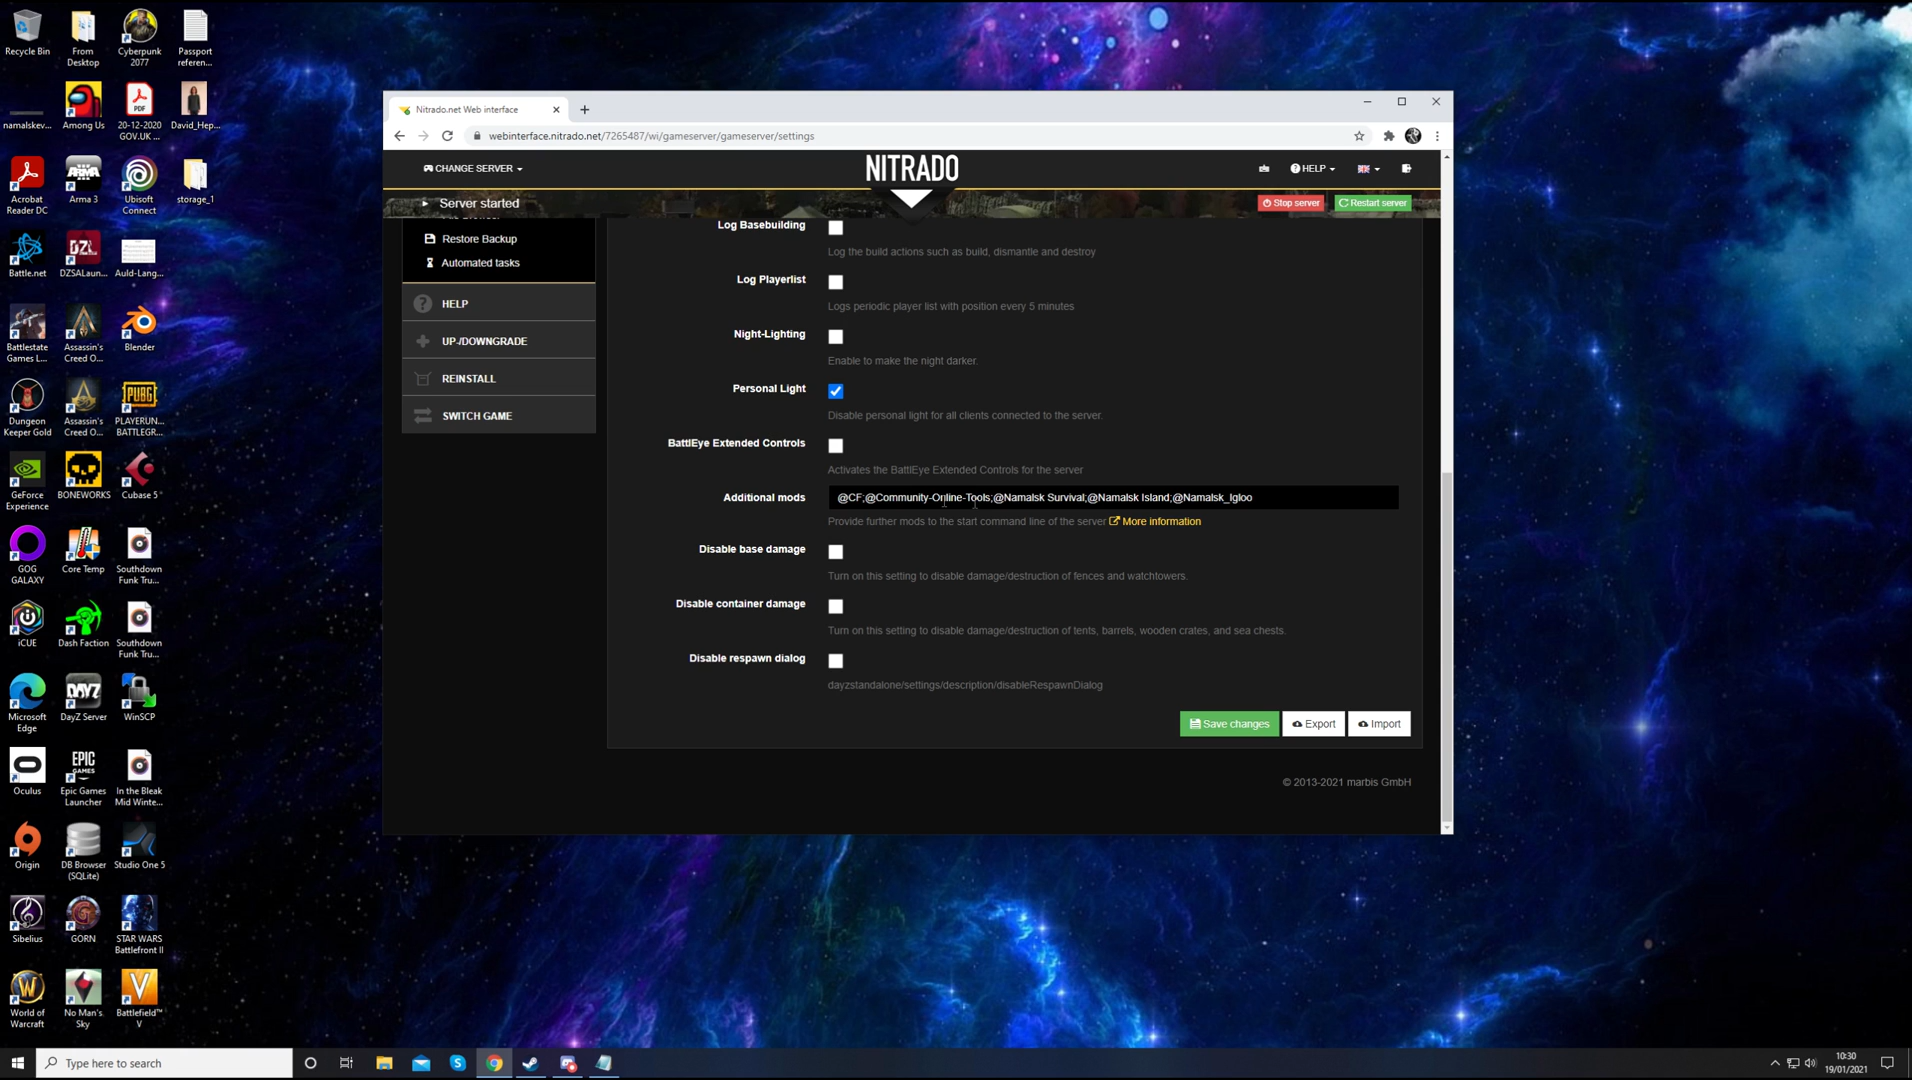 Recycle Bin
From Desktop
Cyberpunk 2077
Passport referen...
namalskev...
Among Us
20-12-2020 GOV.UK ...
David_Hep...
Acrobat Reader DC
Arma 3
Ubisoft Connect
storage_1
Battle.net
DZSALaun...
Auld-Lang...
Battlestate Games L...
Assassin's Creed O...
Blender
Dungeon Keeper Gold
Assassin's Creed O...
PLAYERUN... BATTLEGR...
GeForce Experience
BONEWORKS
Cubase 5
GOG GALAXY
Core Temp
Southdown Funk Tru...
iCUE
Dash Faction
Southdown Funk Tru...
Microsoft Edge
DayZ Server
WinSCP
Oculus
Epic Games Launcher
In the Bleak Mid Winte...
Origin
DB Browser (SQLite)
Studio One 5
Sibelius
GORN
STAR WARS Battlefront II
World of Warcraft
No Man's Sky
Battlefield™ V
Nitrado.net Web interface
webinterface.nitrado.net/7265487/wi/gameserver/gameserver/settings
CHANGE SERVER
NITRADO
HELP
Server started
Stop server
Restart server
Restore Backup
Automated tasks
HELP
UP-/DOWNGRADE
REINSTALL
SWITCH GAME
Log Basebuilding
Log the build actions such as build, dismantle and destroy
Log Playerlist
Logs periodic player list with position every 5 minutes
Night-Lighting
Enable to make the night darker.
Personal Light
Disable personal light for all clients connected to the server.
BattlEye Extended Controls
Activates the BattlEye Extended Controls for the server
Additional mods
@CF;@Community-Online-Tools;@Namalsk Survival;@Namalsk Island;@Namalsk_Igloo
Provide further mods to the start command line of the server More information
Disable base damage
Turn on this setting to disable damage/destruction of fences and watchtowers.
Disable container damage
Turn on this setting to disable damage/destruction of tents, barrels, wooden crates, and sea chests.
Disable respawn dialog
dayzstandalone/settings/description/disableRespawnDialog
Save changes
Export
Import
© 2013-2021 marbis GmbH
Type here to search
10:30
19/01/2021